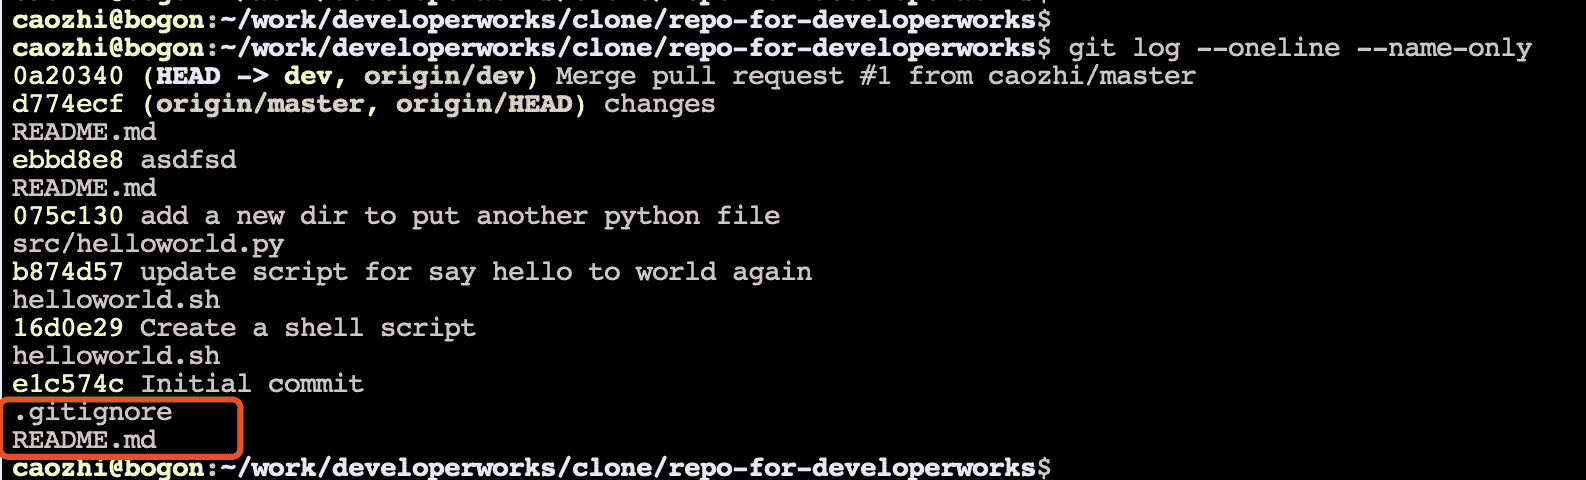 caozhi@bogon:~/work/developerworks/clone/repo-for-developerworks$
caozhi@bogon:~/work/developerworks/clone/repo-for-developerworks$ git log --oneline --name-only
0a20340 (HEAD -> dev, origin/dev) Merge pull request #1 from caozhi/master
d774ecf (origin/master, origin/HEAD) changes
README.md
ebbd8e8 asdfsd
README.md
075c130 add a new dir to put another python file
src/helloworld.py
b874d57 update script for say hello to world again
helloworld.sh
16d0e29 Create a shell script
helloworld.sh
e1c574c Initial commit
.gitignore
README.md
caozhi@bogon:~/work/developerworks/clone/repo-for-developerworks$